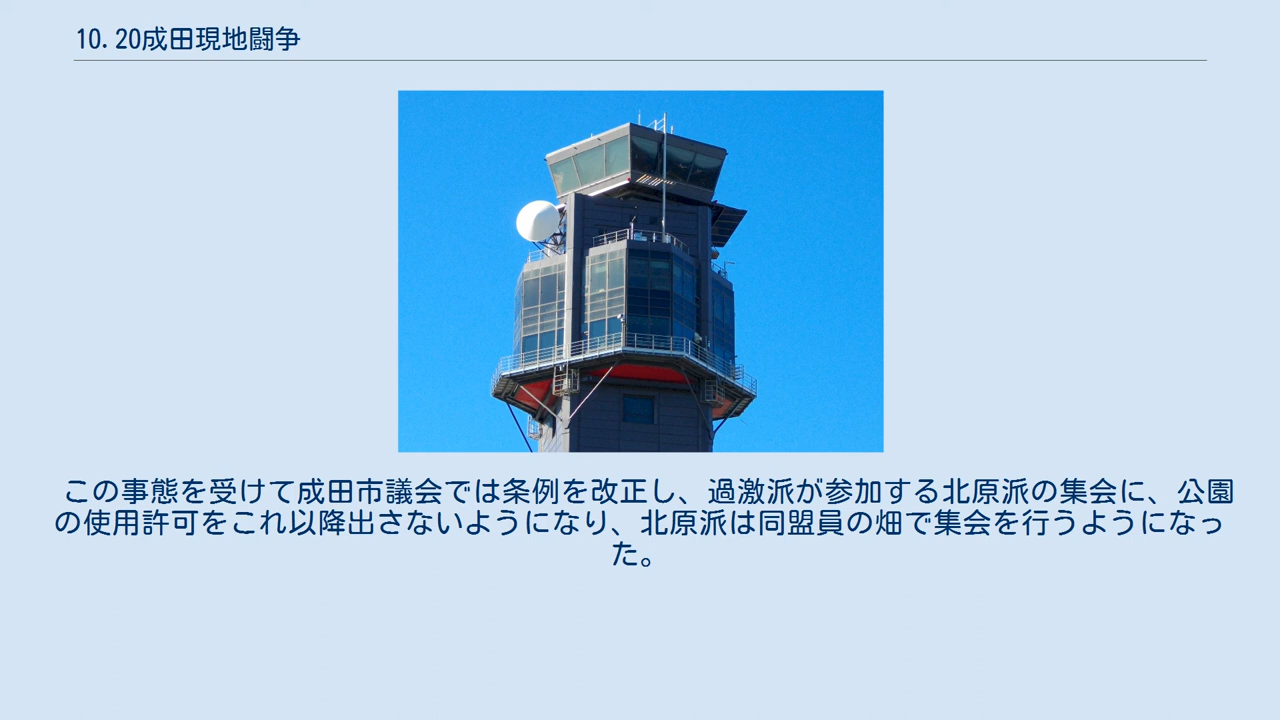 10.20成田現地闘争
この事態を受けて成田市議会では条例を改正し、過激派が参加する北原派の集会に、公園
の使用許可をこれ以降出さないようになり、北原派は同盟員の畑で集会を行うようになっ
た。